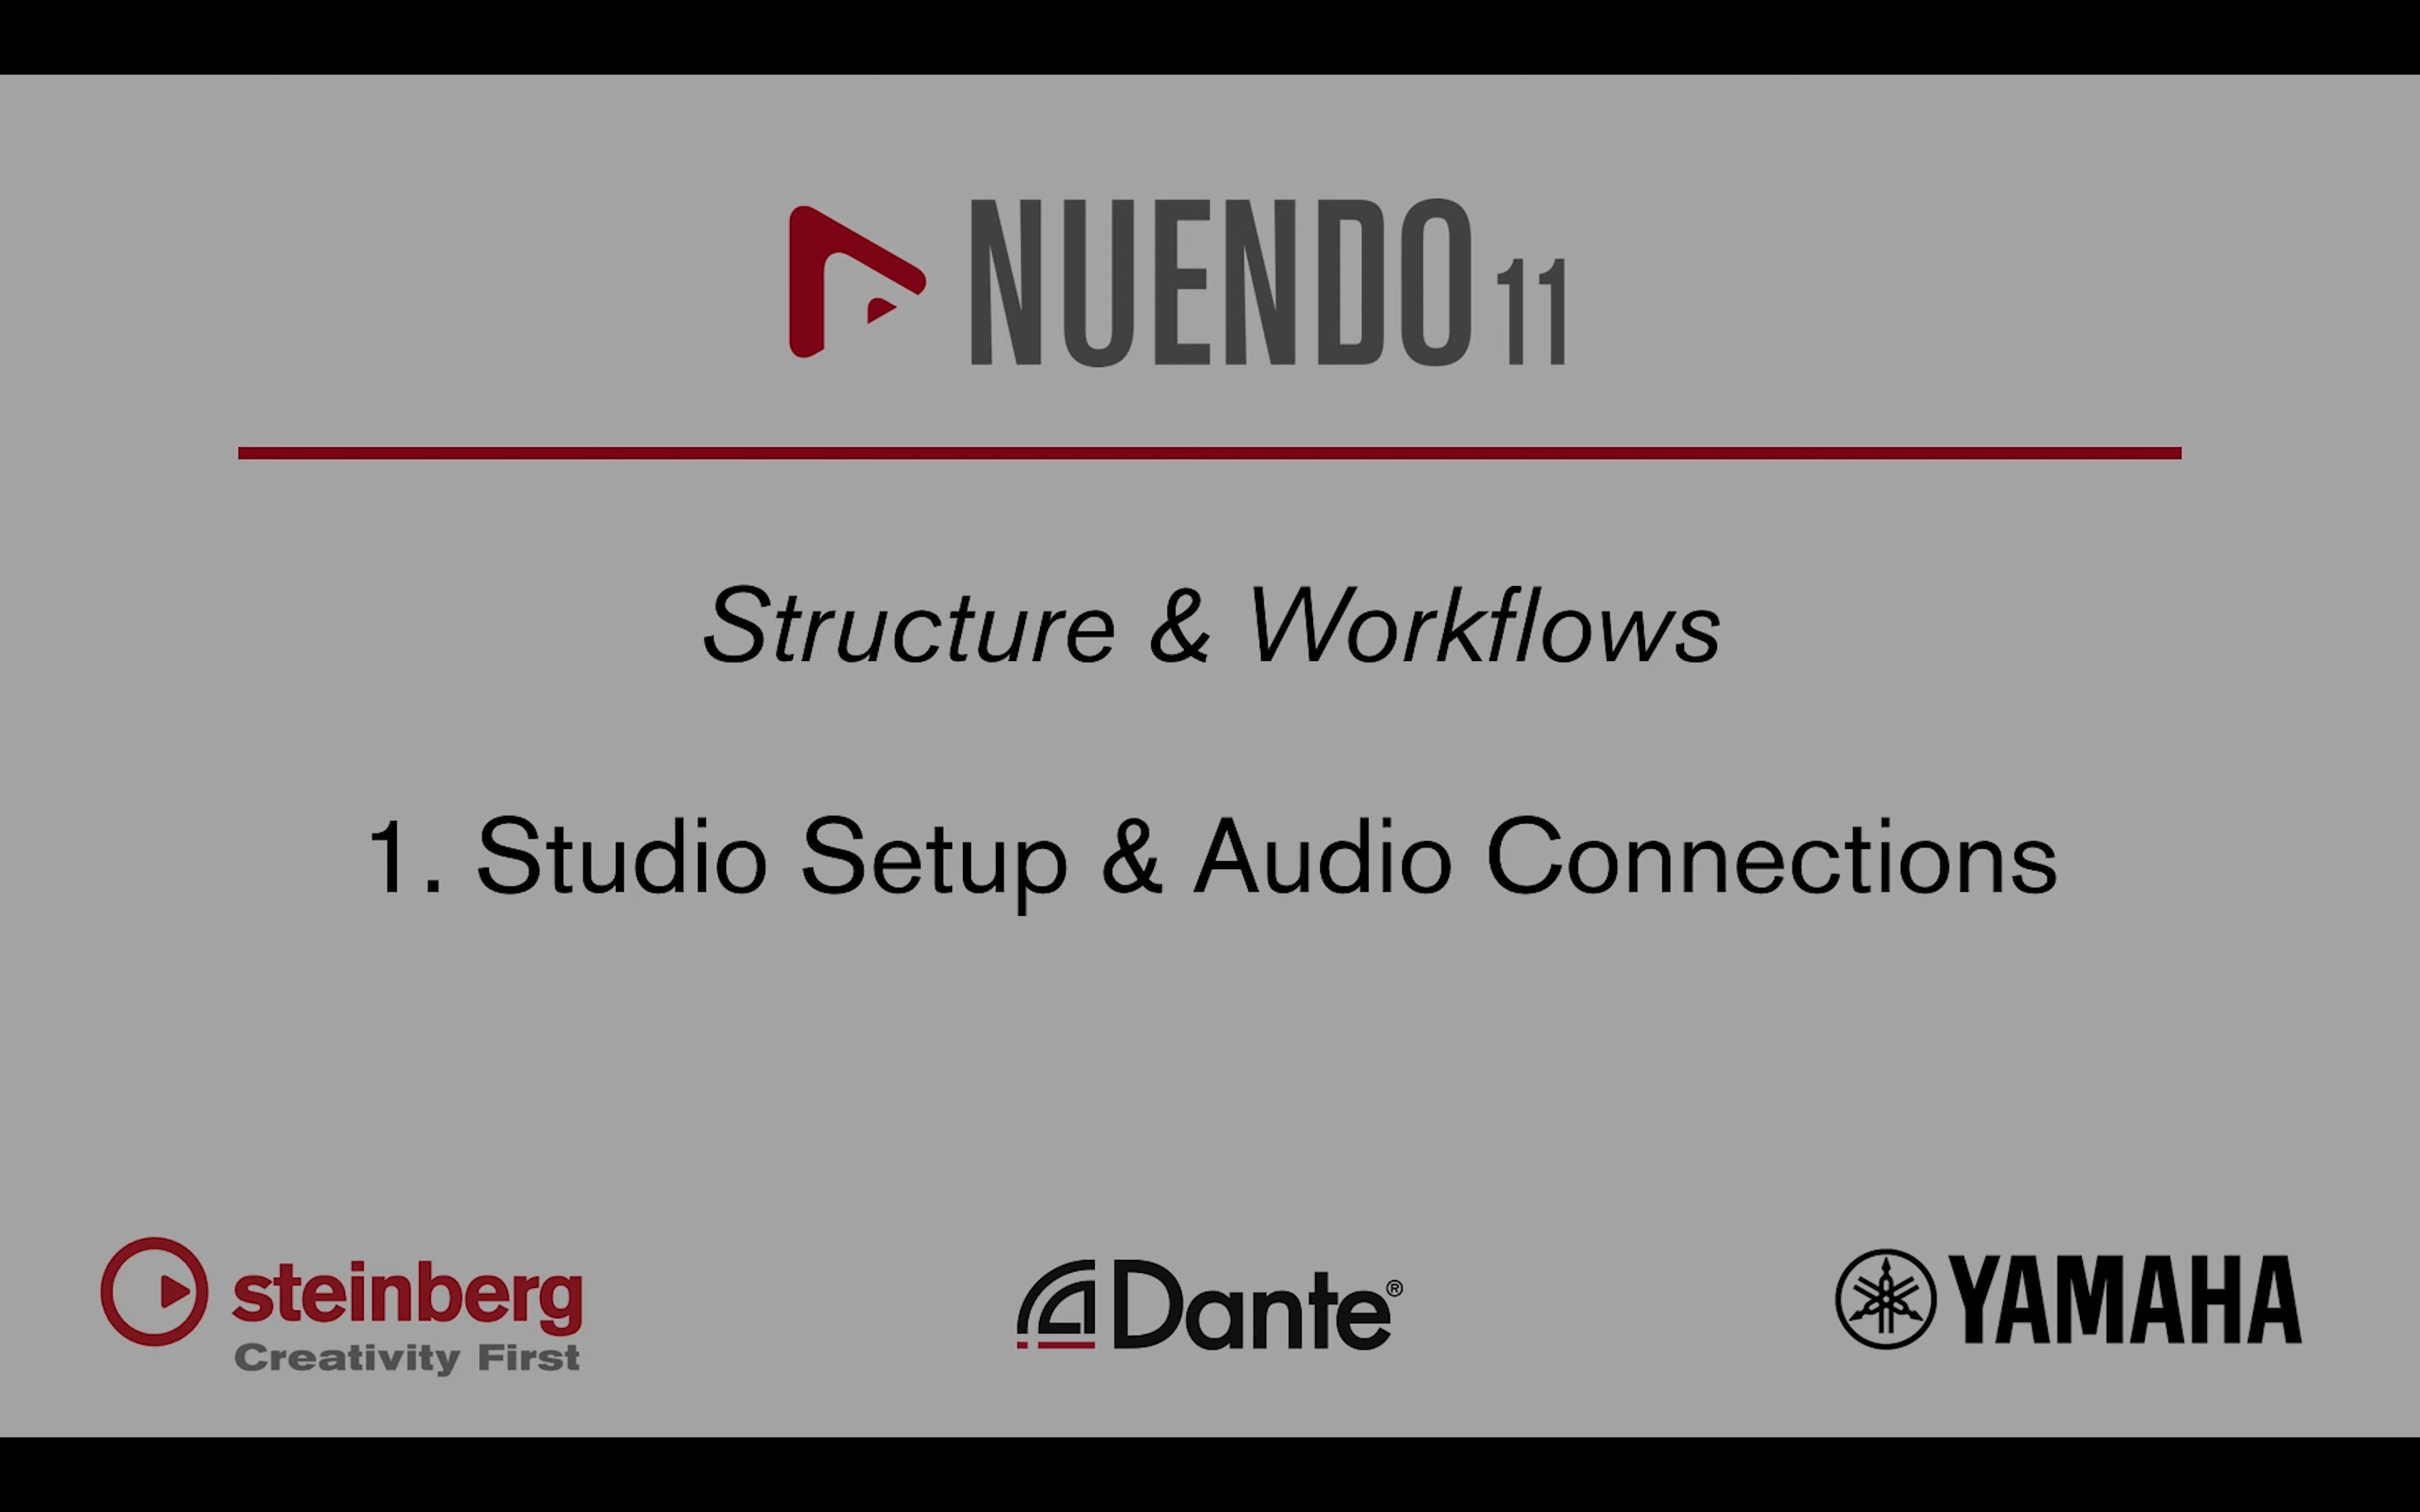 NUENDO 11
Structure & Workflows
1. Studio Setup & Audio Connections
steinberg
Creativity First
Dante®
YAMAHA